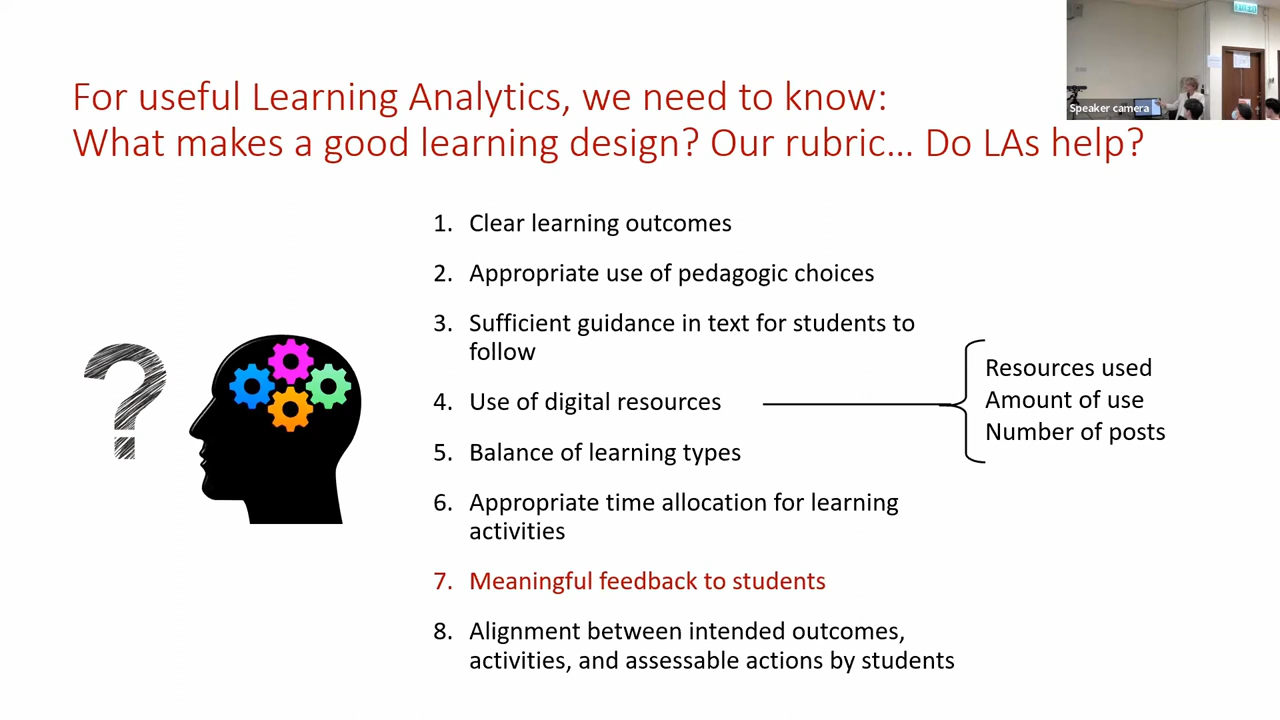 For useful Learning Analytics, we need to know:
What makes a good learning design? Our rubric... Do LAs help?
Speaker camera
1. Clear learning outcomes
2. Appropriate use of pedagogic choices
3. Sufficient guidance in text for students to
follow
4. Use of digital resources
Resources used
Amount of use
Number of posts
5. Balance of learning types
6. Appropriate time allocation for learning
activities
7. Meaningful feedback to students
8. Alignment between intended outcomes,
activities, and assessable actions by students
?